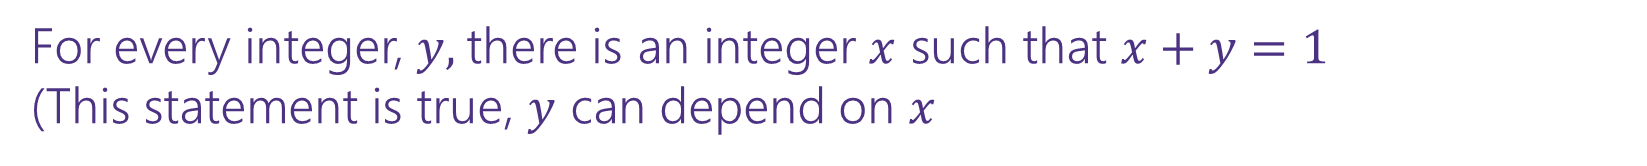 For every integer, y, there is an integer x such that x + y = 1
(This statement is true, y can depend on x